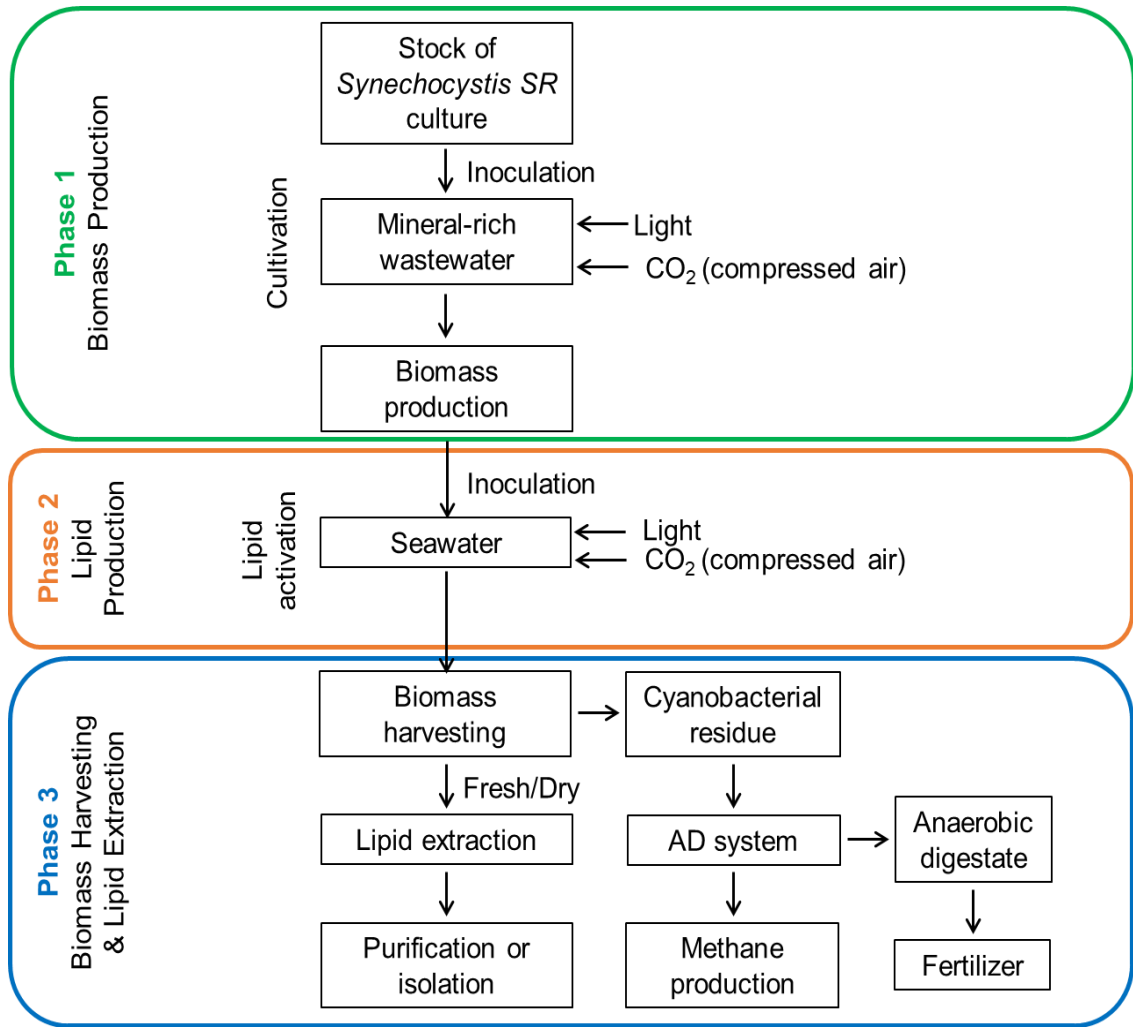 Phase 1
Biomass Production
Cultivation
Stock of
Synechocystis SR
culture
Inoculation
Mineral-rich
wastewater
Light
CO₂ (compressed air)
Biomass
production
Phase 2
Lipid
Production
Lipid
activation
Inoculation
Seawater
Light
CO₂ (compressed air)
Phase 3
Biomass Harvesting
& Lipid Extraction
Biomass
harvesting
Cyanobacterial
residue
Fresh/Dry
Lipid extraction
AD system
Anaerobic
digestate
Purification or
isolation
Methane
production
Fertilizer